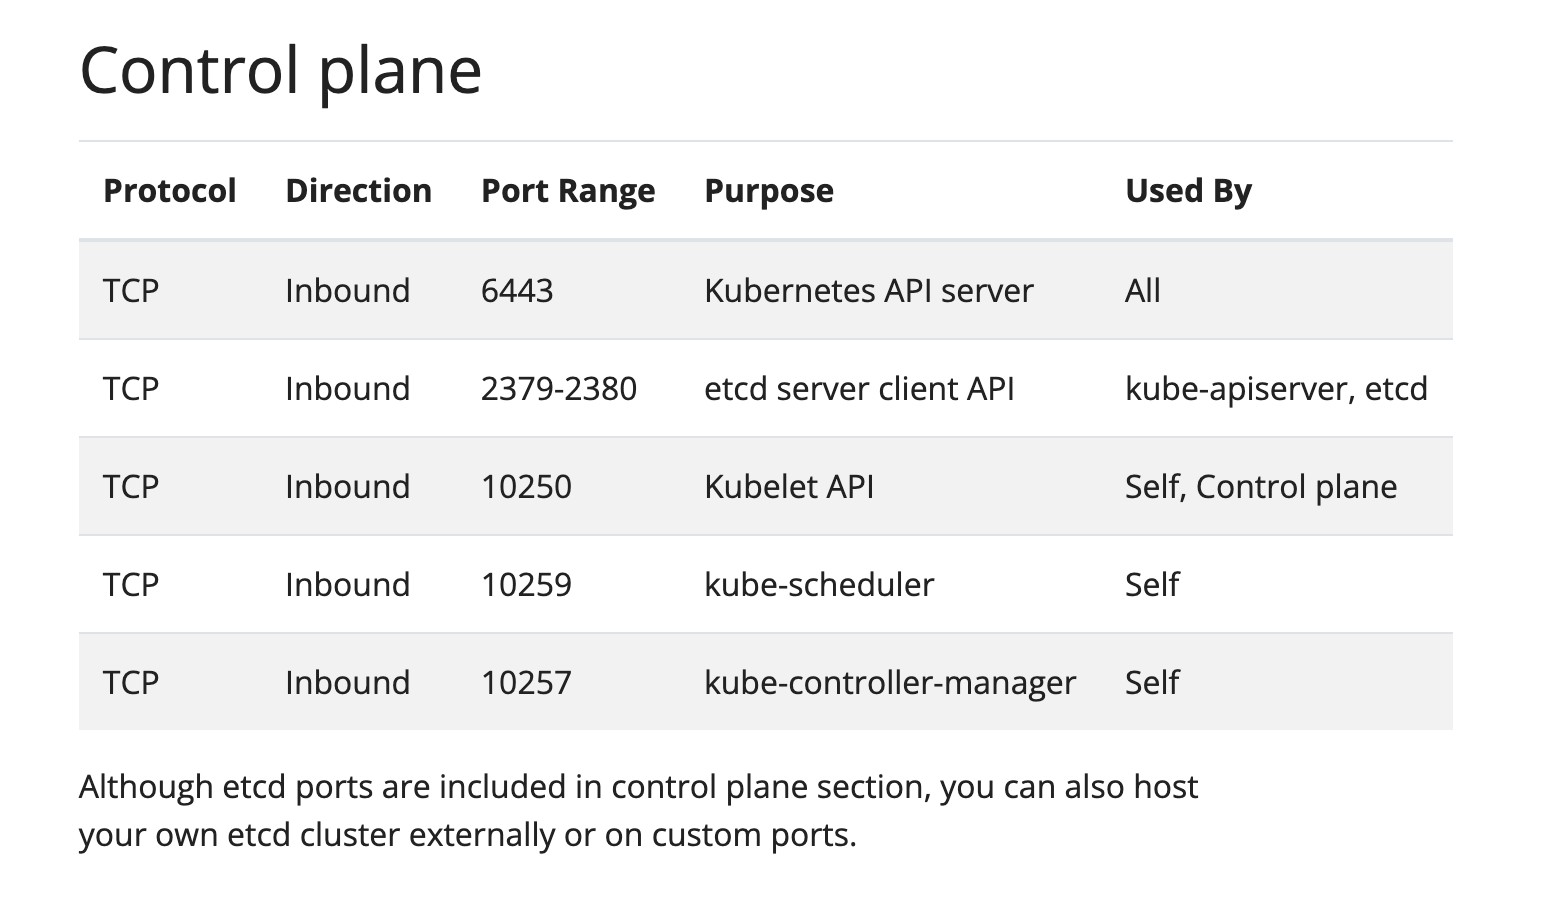 Control plane
Protocol Direction Port Range Purpose Used By
TCP Inbound 6443 Kubernetes API server All
TCP Inbound 2379-2380 etcd server client API kube-apiserver, etcd
TCP Inbound 10250 Kubelet API Self, Control plane
TCP Inbound 10259 kube-scheduler Self
TCP Inbound 10257 kube-controller-manager Self
Although etcd ports are included in control plane section, you can also host
your own etcd cluster externally or on custom ports.